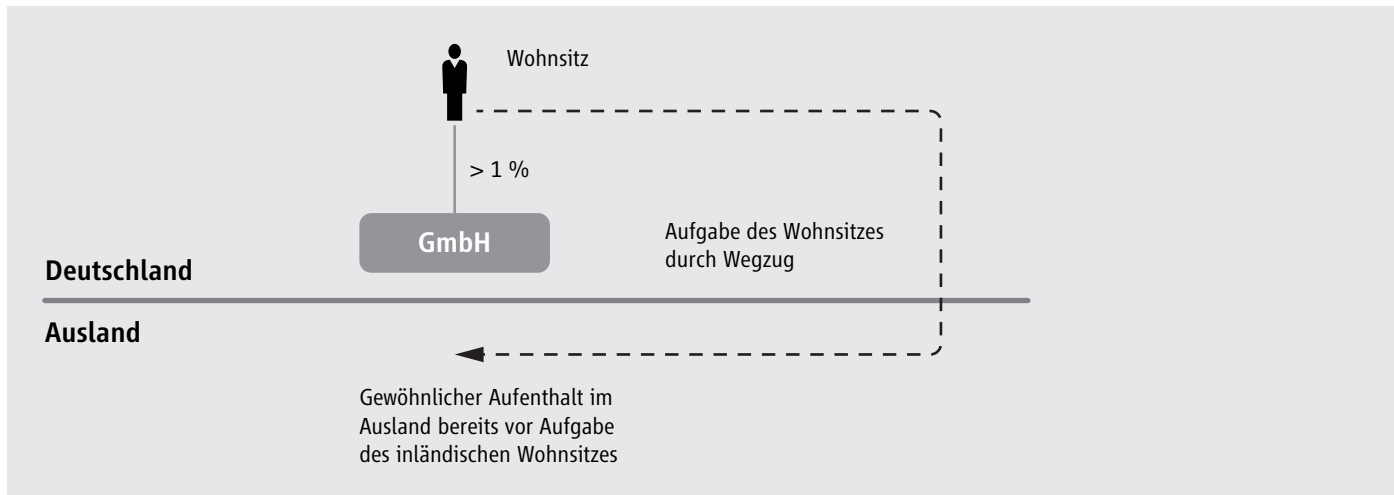 Wohnsitz
> 1 %
GmbH
Aufgabe des Wohnsitzes
durch Wegzug
Deutschland
Ausland
Gewöhnlicher Aufenthalt im
Ausland bereits vor Aufgabe
des inländischen Wohnsitzes